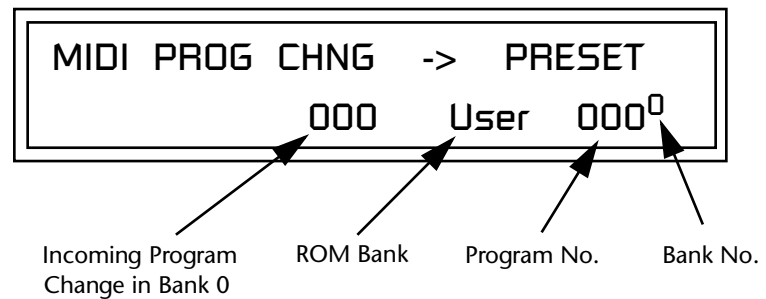 MIDI PROG CHNG -> PRESET
000 User 000⁰
Incoming Program ROM Bank Program No. Bank No.
Change in Bank 0